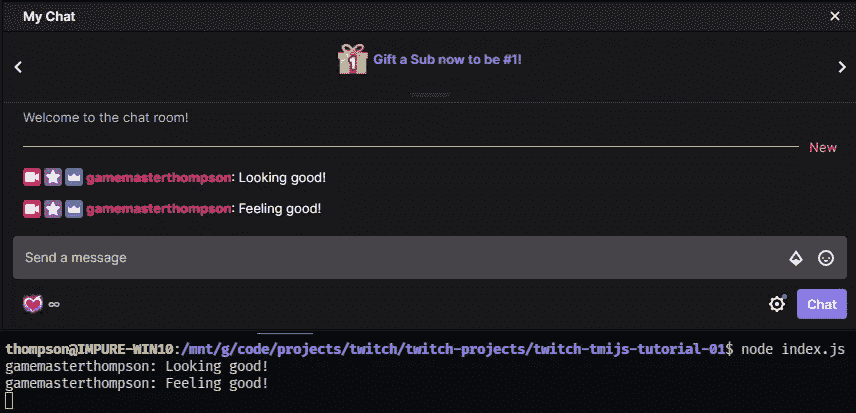 My Chat
1
Gift a Sub now to be #1!
Welcome to the chat room!
New
gamemasterthompson: Looking good!
gamemasterthompson: Feeling good!
Send a message
∞
Chat
thompson@IMPURE-WIN10:/mnt/g/code/projects/twitch/twitch-projects/twitch-tmijs-tutorial-01$ node index.js
gamemasterthompson: Looking good!
gamemasterthompson: Feeling good!